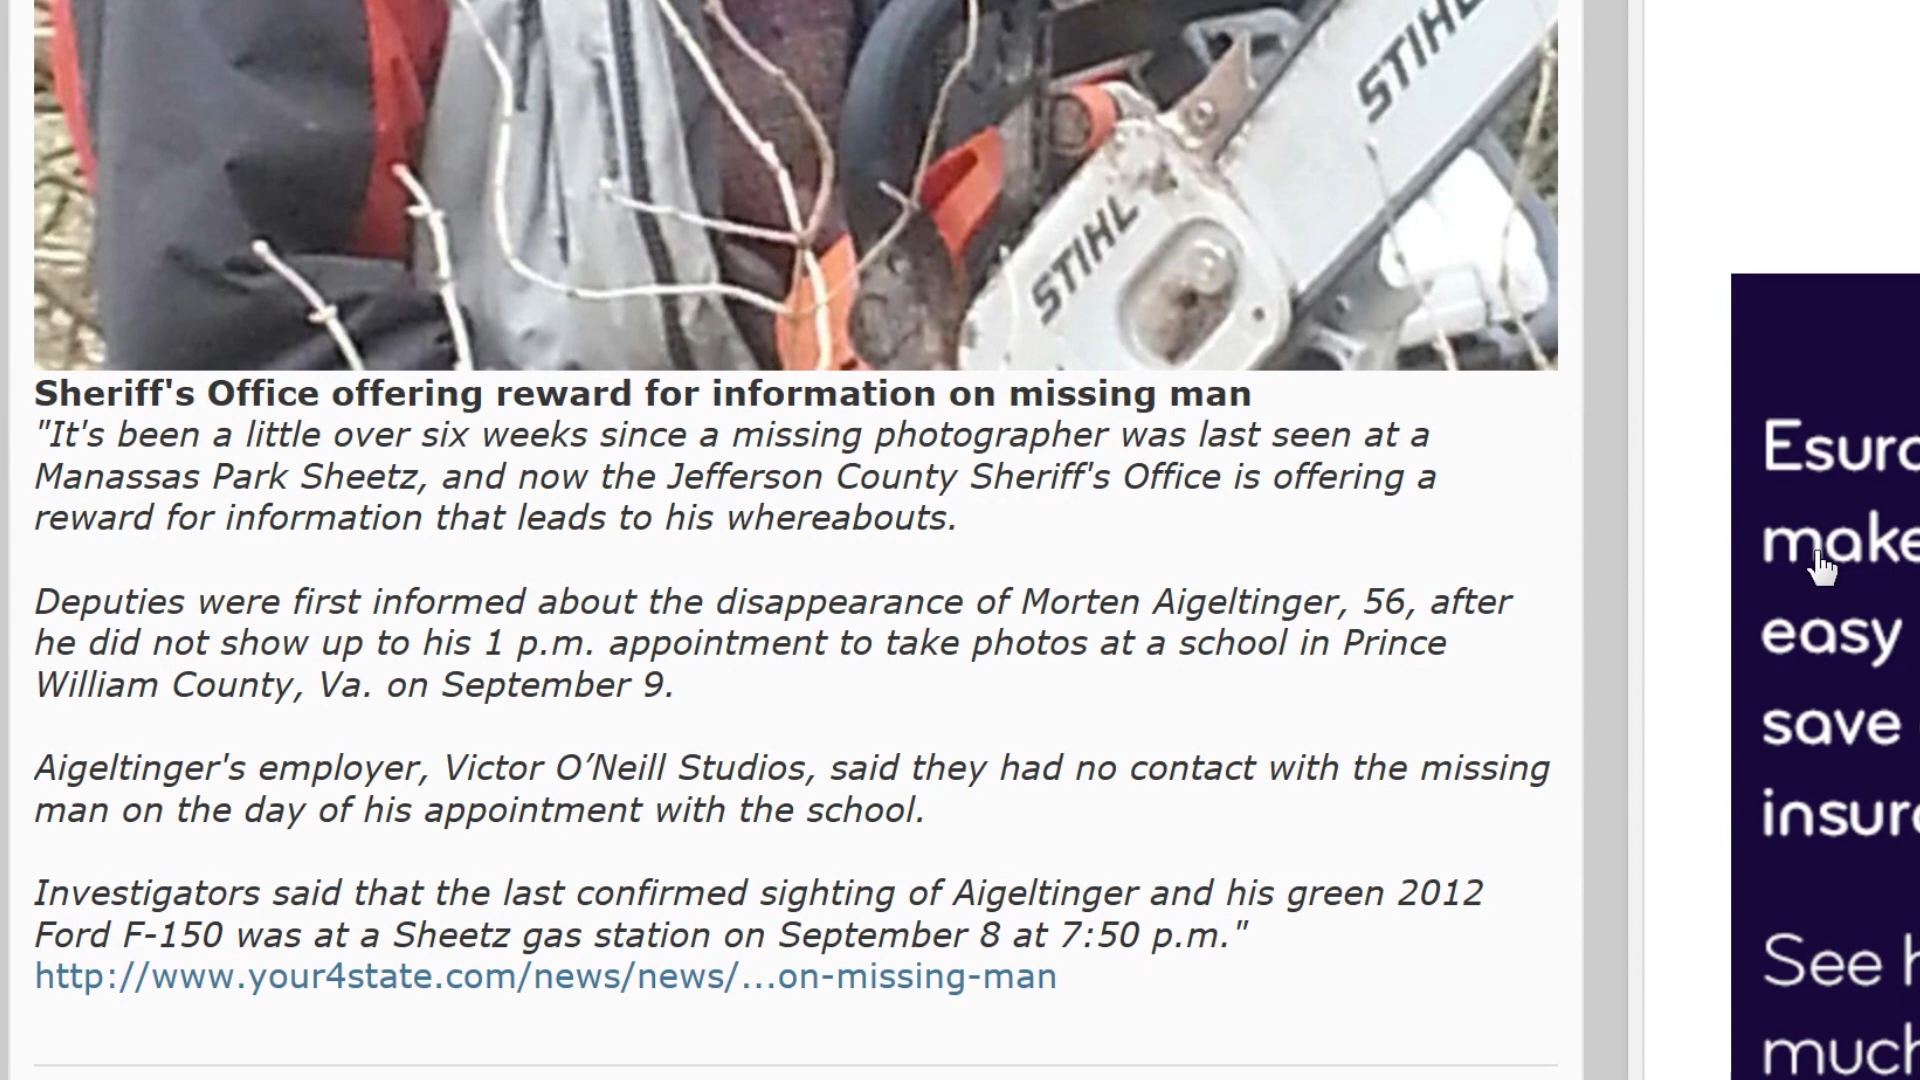 STIHL
STIHL
Sheriff's Office offering reward for information on missing man
"It's been a little over six weeks since a missing photographer was last seen at a
Manassas Park Sheetz, and now the Jefferson County Sheriff's Office is offering a
reward for information that leads to his whereabouts.
Deputies were first informed about the disappearance of Morten Aigeltinger, 56, after
he did not show up to his 1 p.m. appointment to take photos at a school in Prince
William County, Va. on September 9.
Aigeltinger's employer, Victor O’Neill Studios, said they had no contact with the missing
man on the day of his appointment with the school.
Investigators said that the last confirmed sighting of Aigeltinger and his green 2012
Ford F-150 was at a Sheetz gas station on September 8 at 7:50 p.m."
http://www.your4state.com/news/news/...on-missing-man
Esura
make
easy
save
insura
See h
much